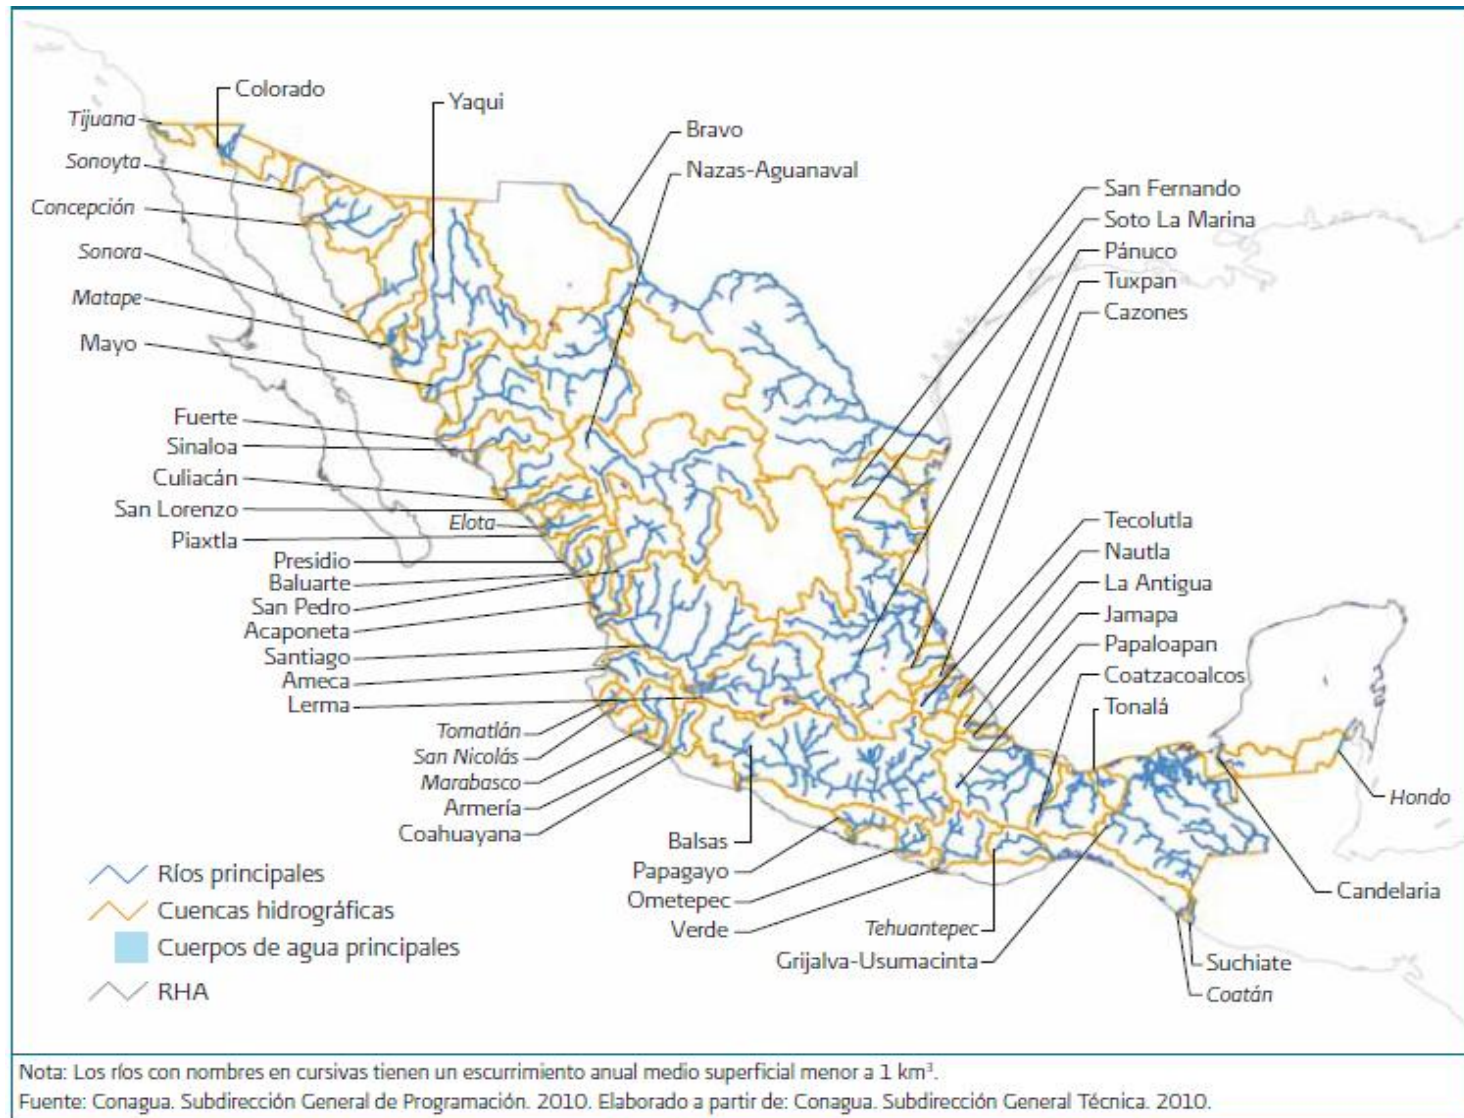 Colorado
Yaqui
Bravo
Nazas-Aguanaval
Tijuana
Sonoyta
Concepción
Sonora
Matape
Mayo
Fuerte
Sinaloa
Culiacán
San Lorenzo
Elota
Piaxtla
Presidio
Baluarte
San Pedro
Acaponeta
Santiago
Ameca
Lerma
Tomatlán
San Nicolás
Marabasco
Armería
Coahuayana
San Fernando
Soto La Marina
Pánuco
Tuxpan
Cazones
Tecolutla
Nautla
La Antigua
Jamapa
Papaloapan
Coatzacoalcos
Tonalá
Hondo
Candelaria
Balsas
Papagayo
Ometepec
Verde
Tehuantepec
Grijalva-Usumacinta
Suchiate
Coatán
Ríos principales
Cuencas hidrográficas
Cuerpos de agua principales
RHA
Nota: Los ríos con nombres en cursivas tienen un escurrimiento anual medio superficial menor a 1 km³.
Fuente: Conagua. Subdirección General de Programación. 2010. Elaborado a partir de: Conagua. Subdirección General Técnica. 2010.